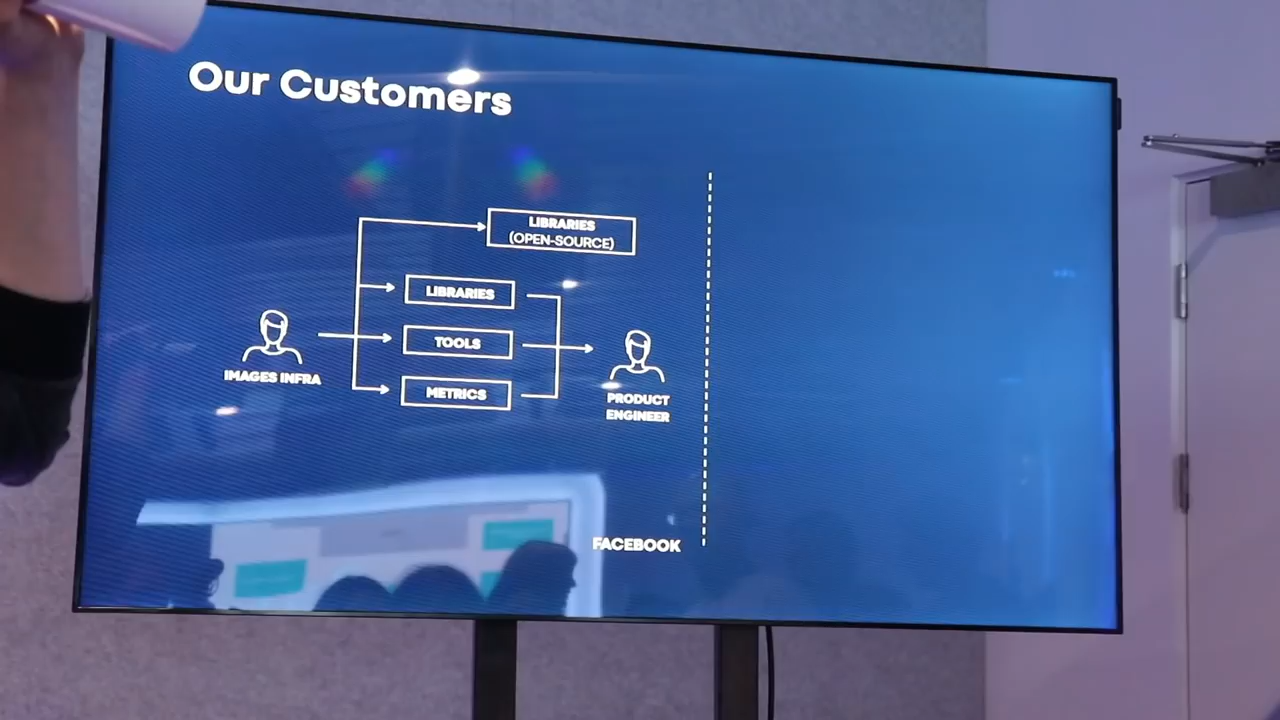 Our Customers
LIBRARIES
(OPEN-SOURCE)
LIBRARIES
TOOLS
METRICS
IMAGES INFRA
PRODUCT
ENGINEER
FACEBOOK